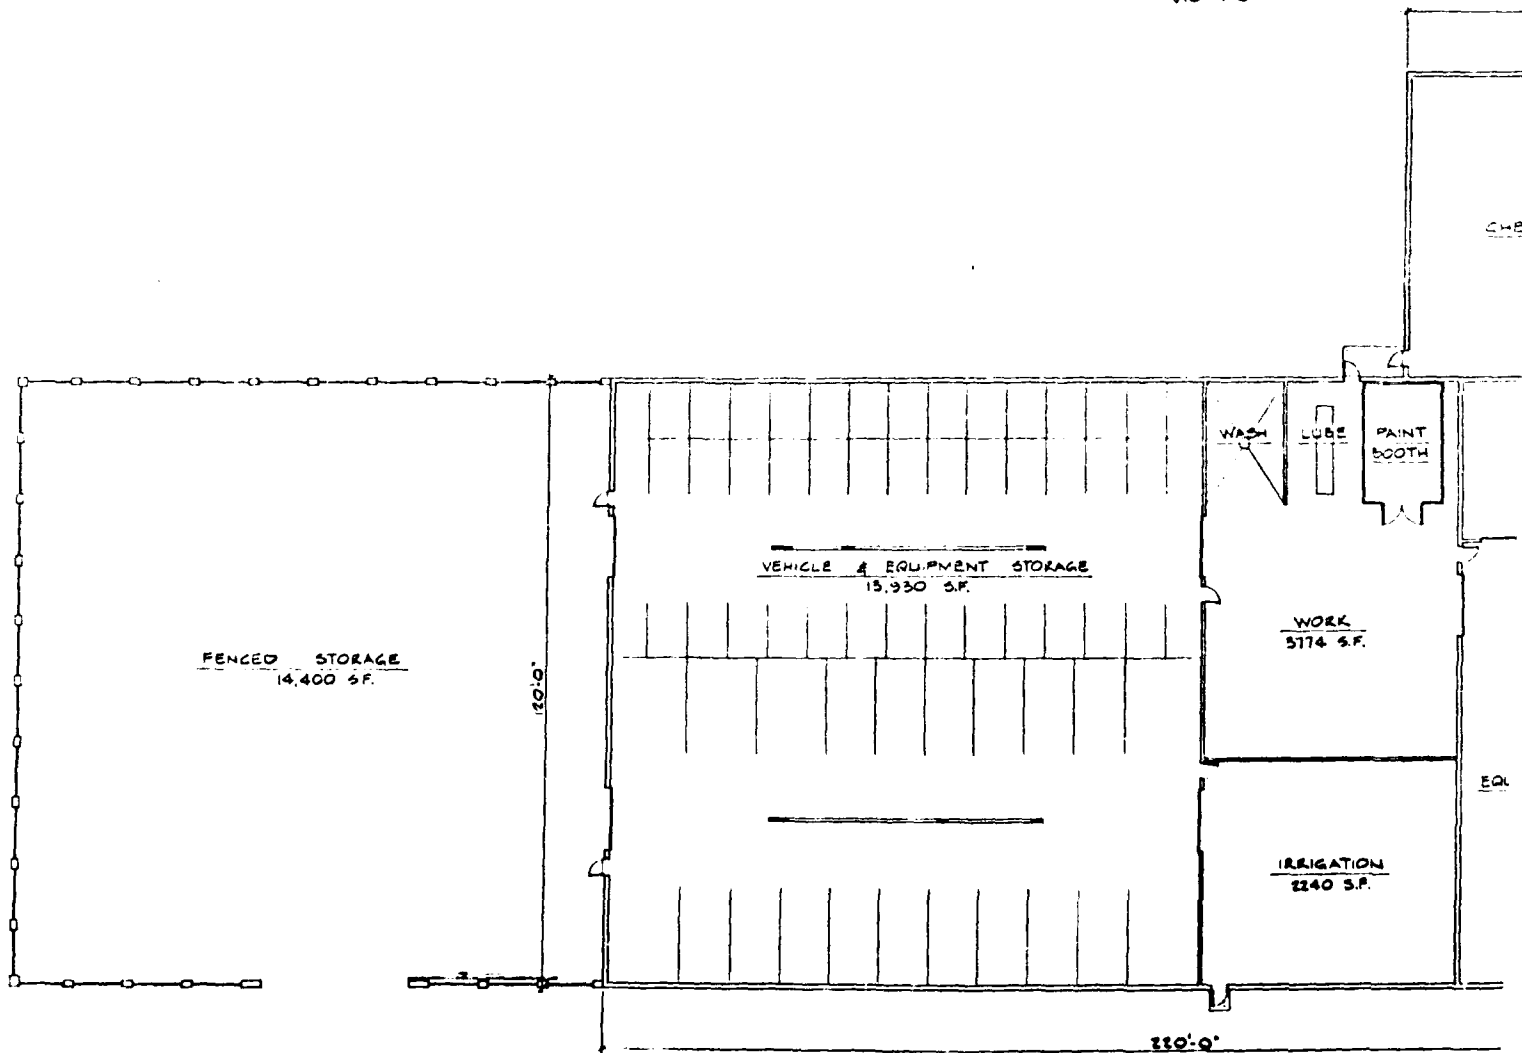 CHE
WASH
LUBE
PAINT
BOOTH
VEHICLE & EQUIPMENT STORAGE
13,930 S.F.
WORK
3774 S.F.
FENCED STORAGE
14,400 S.F.
120'-0"
EQU
IRRIGATION
2240 S.F.
220'-0"